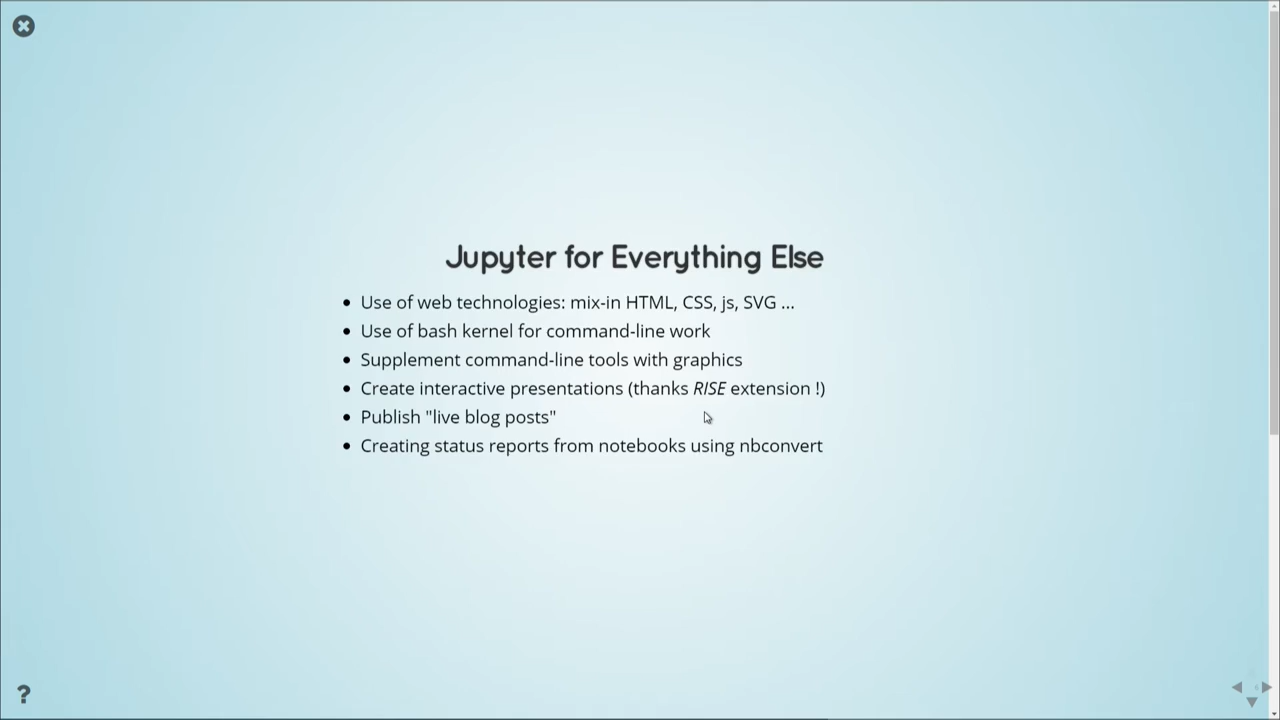 Jupyter for Everything Else
Use of web technologies: mix-in HTML, CSS, js, SVG ...
Use of bash kernel for command-line work
Supplement command-line tools with graphics
Create interactive presentations (thanks RISE extension !)
Publish "live blog posts"
Creating status reports from notebooks using nbconvert
?
6